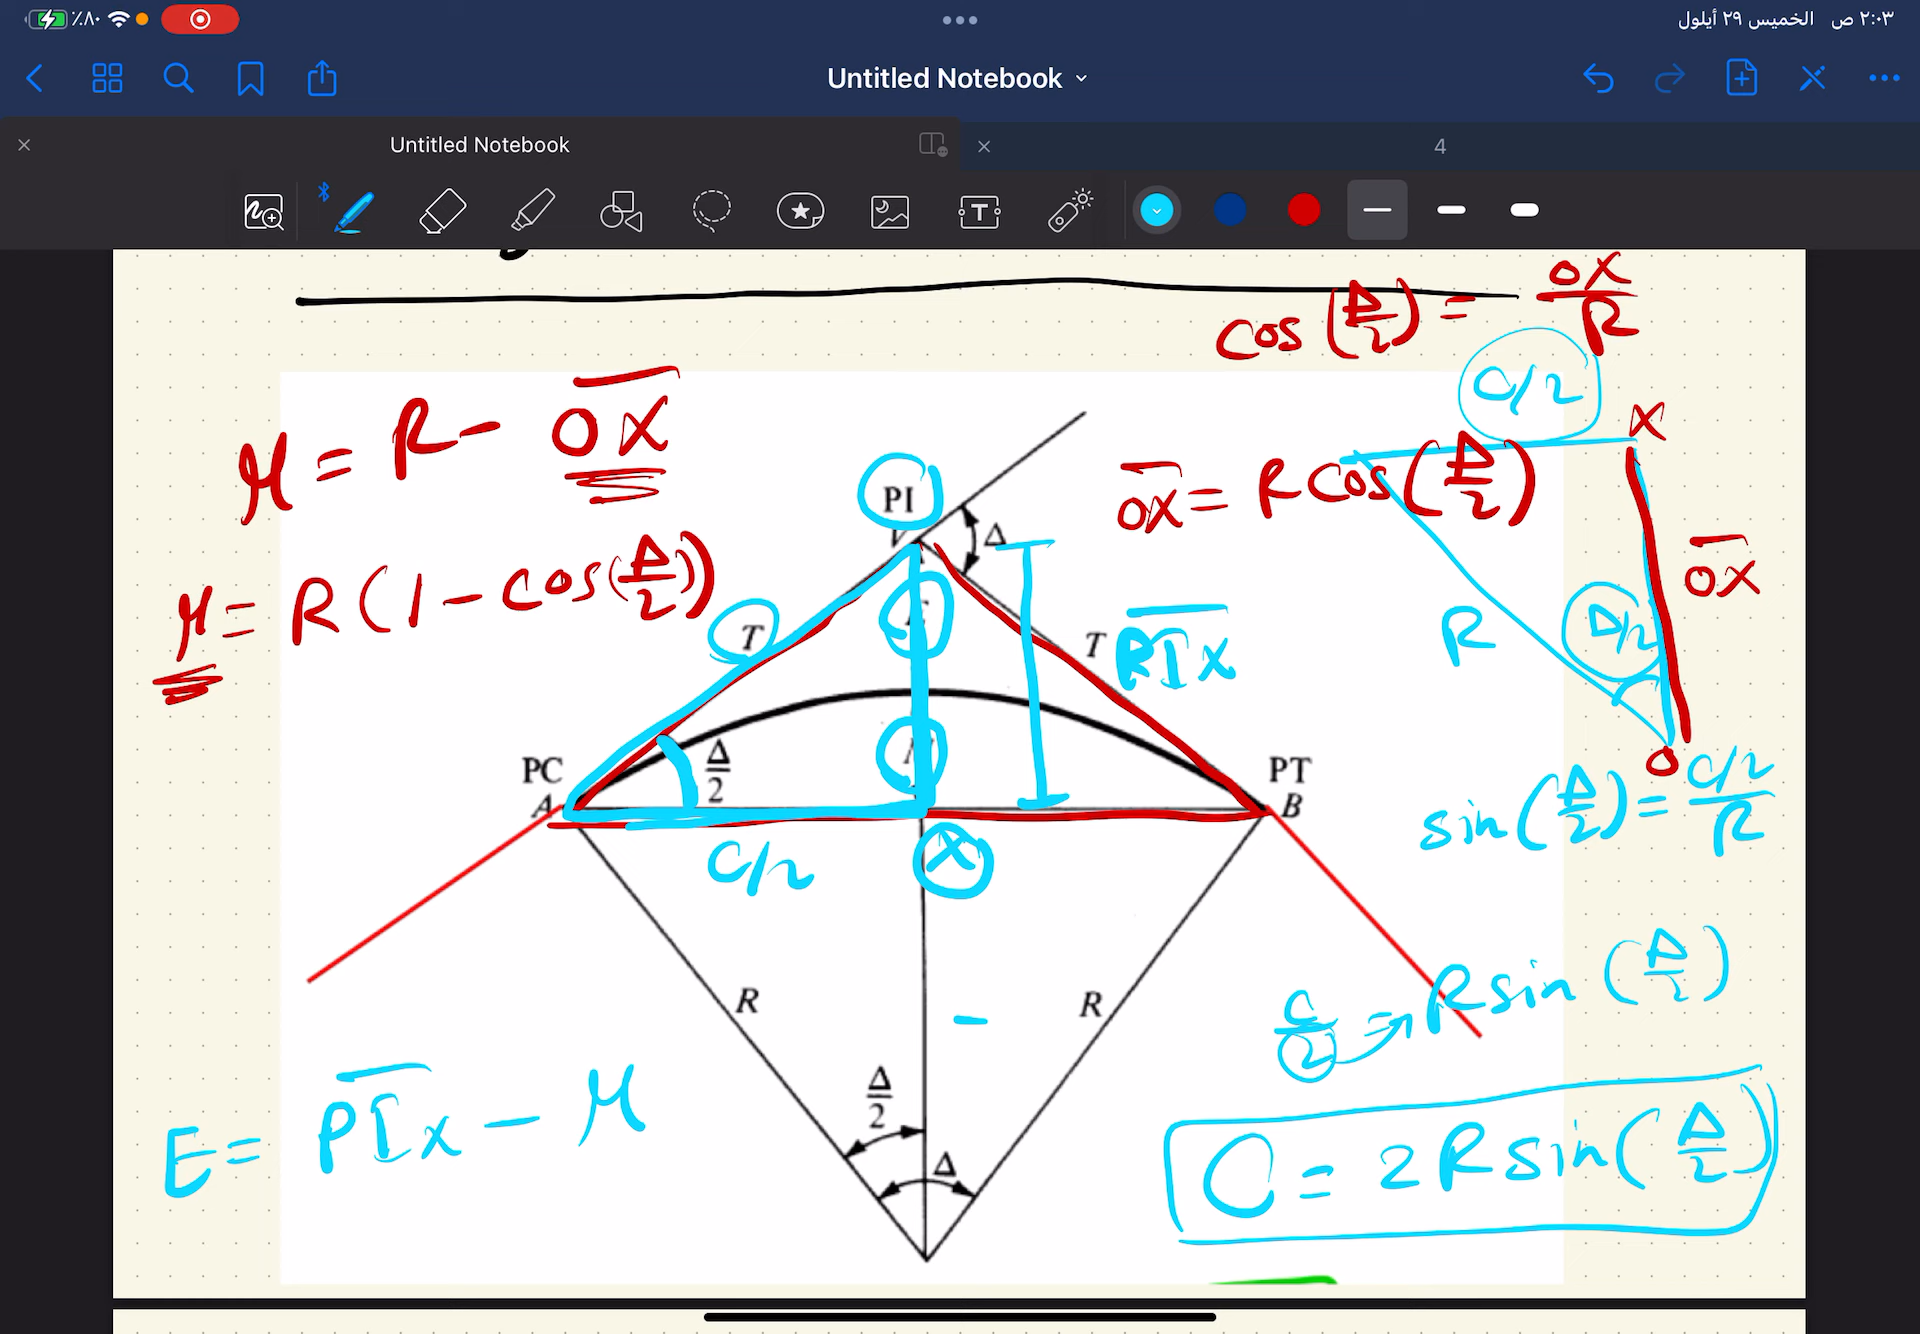 ٪٨٠
٢:٠٣ ص الخميس ٢٩ أيلول
Untitled Notebook
Untitled Notebook
4
T
cos (Δ/2) = OX/R
C/2
X
M = R - OX
PI
Δ
OX = R cos (Δ/2)
OX
M = R (1 - cos(Δ/2))
T
T
PIX
R
Δ/2
PC
Δ/2
PT
O
A
B
sin (Δ/2) = C/2/R
C/2
X
R
R
C/2 → R sin (Δ/2)
Δ/2
E = PIX - M
Δ
C = 2 R sin (Δ/2)